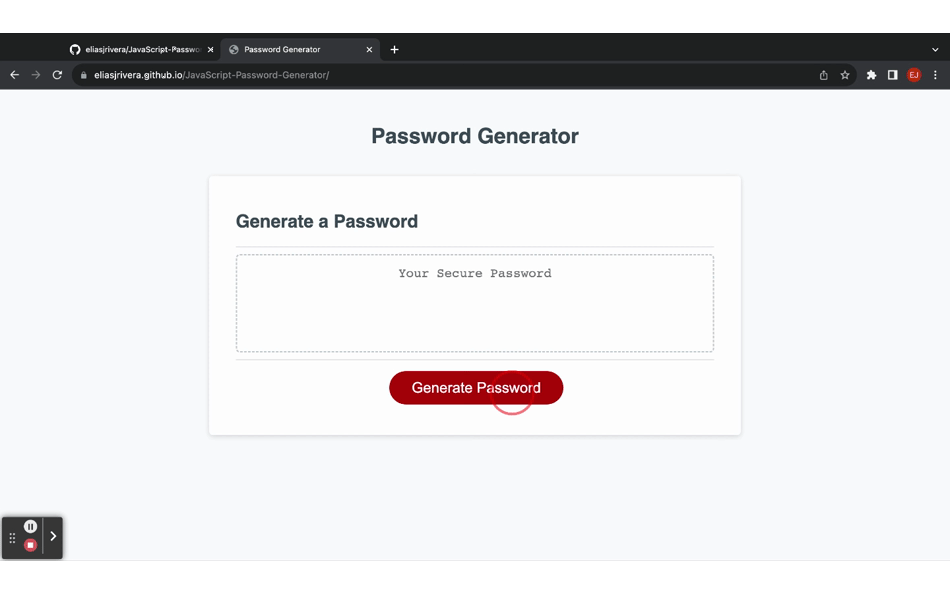 eliasjrivera/JavaScript-Passwo
Password Generator
eliasjrivera.github.io/JavaScript-Password-Generator/
EJ
Password Generator
Generate a Password
Your Secure Password
Generate Password